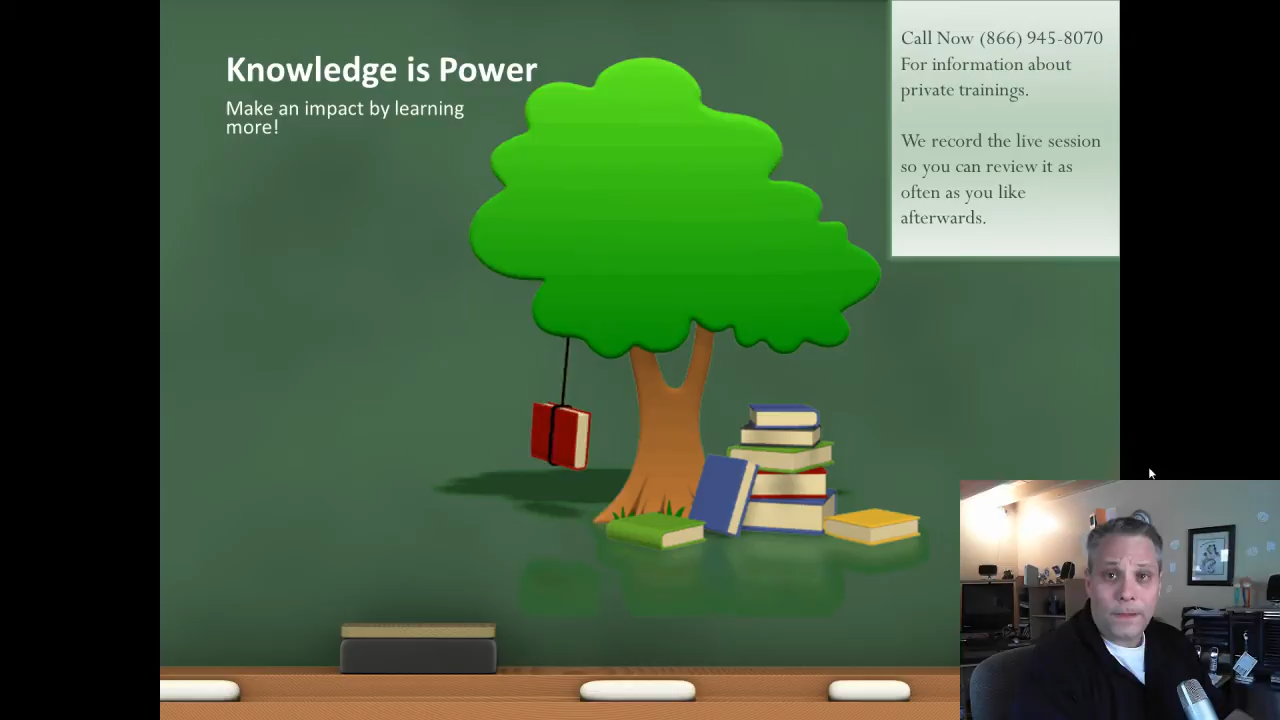 Knowledge is Power
Make an impact by learning
more!
Call Now (866) 945-8070
For information about
private trainings.
We record the live session
so you can review it as
often as you like
afterwards.